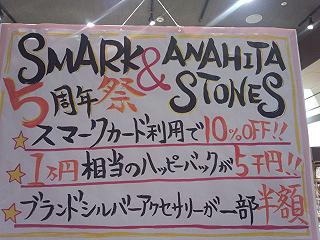 SMARK & ANAHITA STONES
5周年祭
★スマークカード利用で10%OFF!!
★1万円相当のハッピーバックが5千円!!
★ブランドシルバーアクセサリーが一部半額